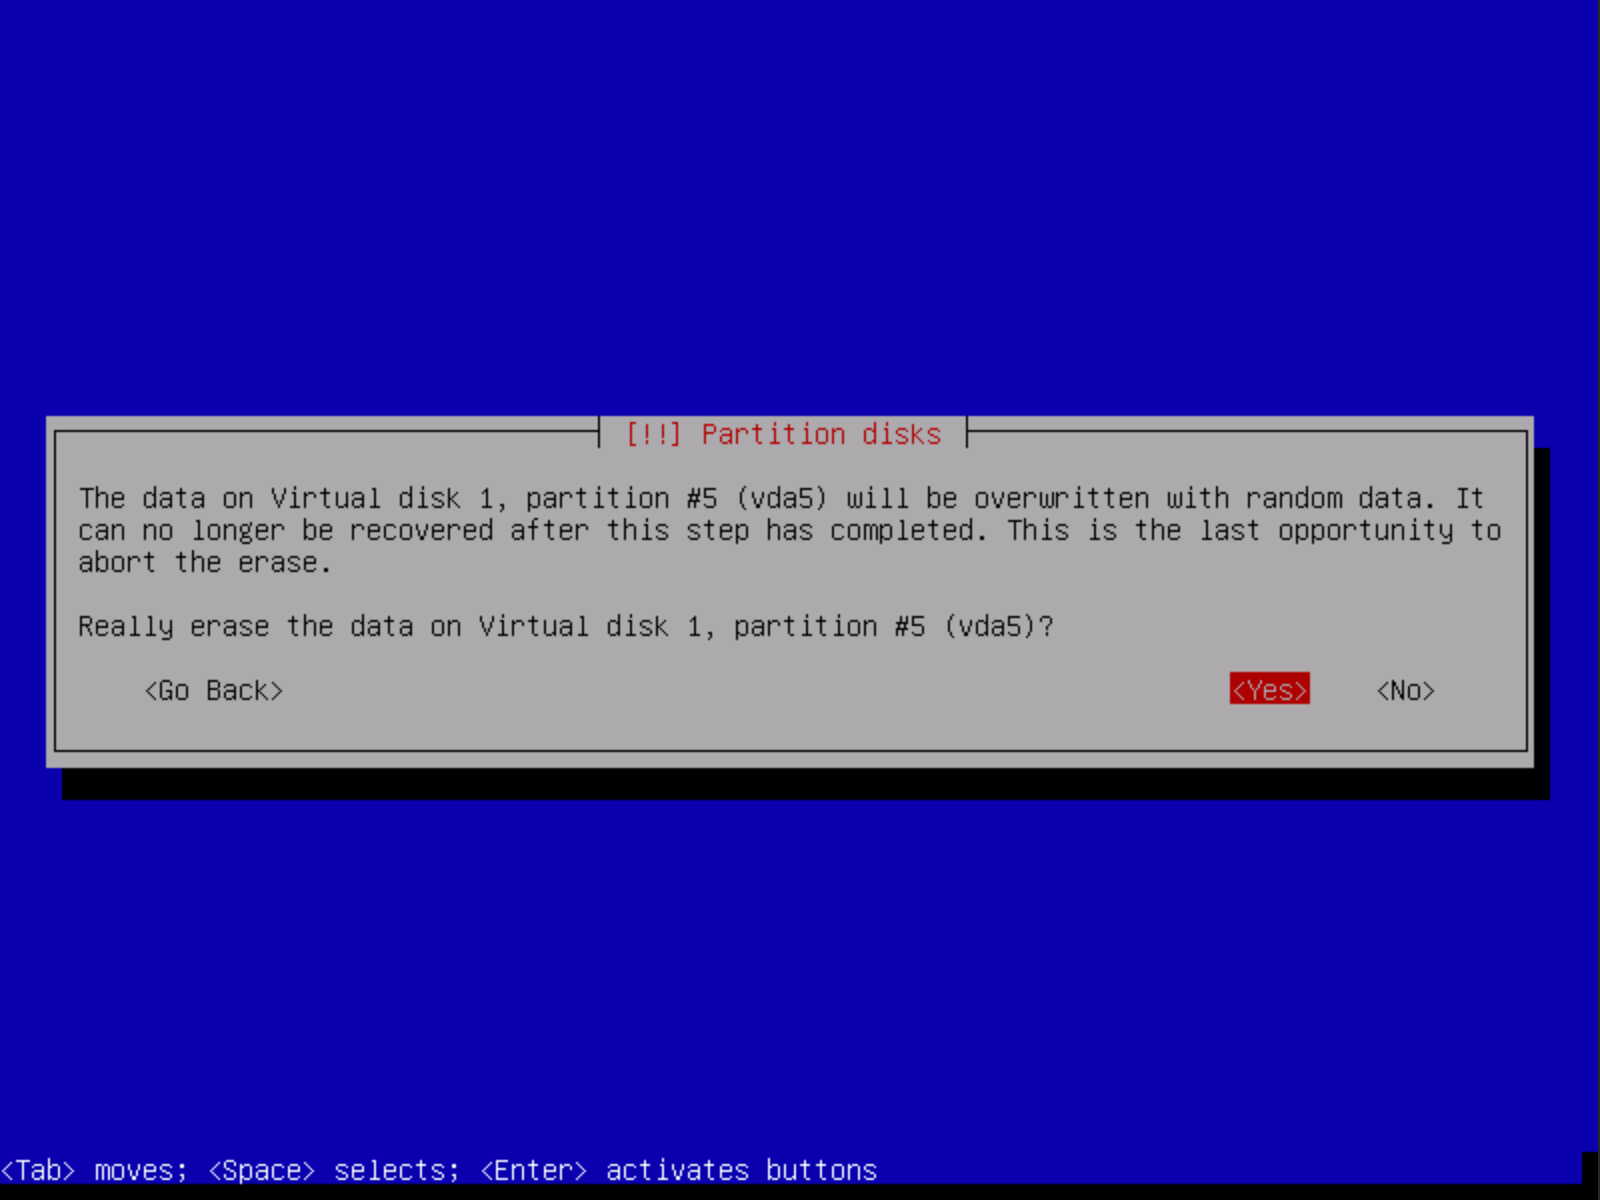 [!!] Partition disks
The data on Virtual disk 1, partition #5 (vda5) will be overwritten with random data. It
can no longer be recovered after this step has completed. This is the last opportunity to
abort the erase.
Really erase the data on Virtual disk 1, partition #5 (vda5)?
<Go Back> <Yes> <No>
<Tab> moves; <Space> selects; <Enter> activates buttons